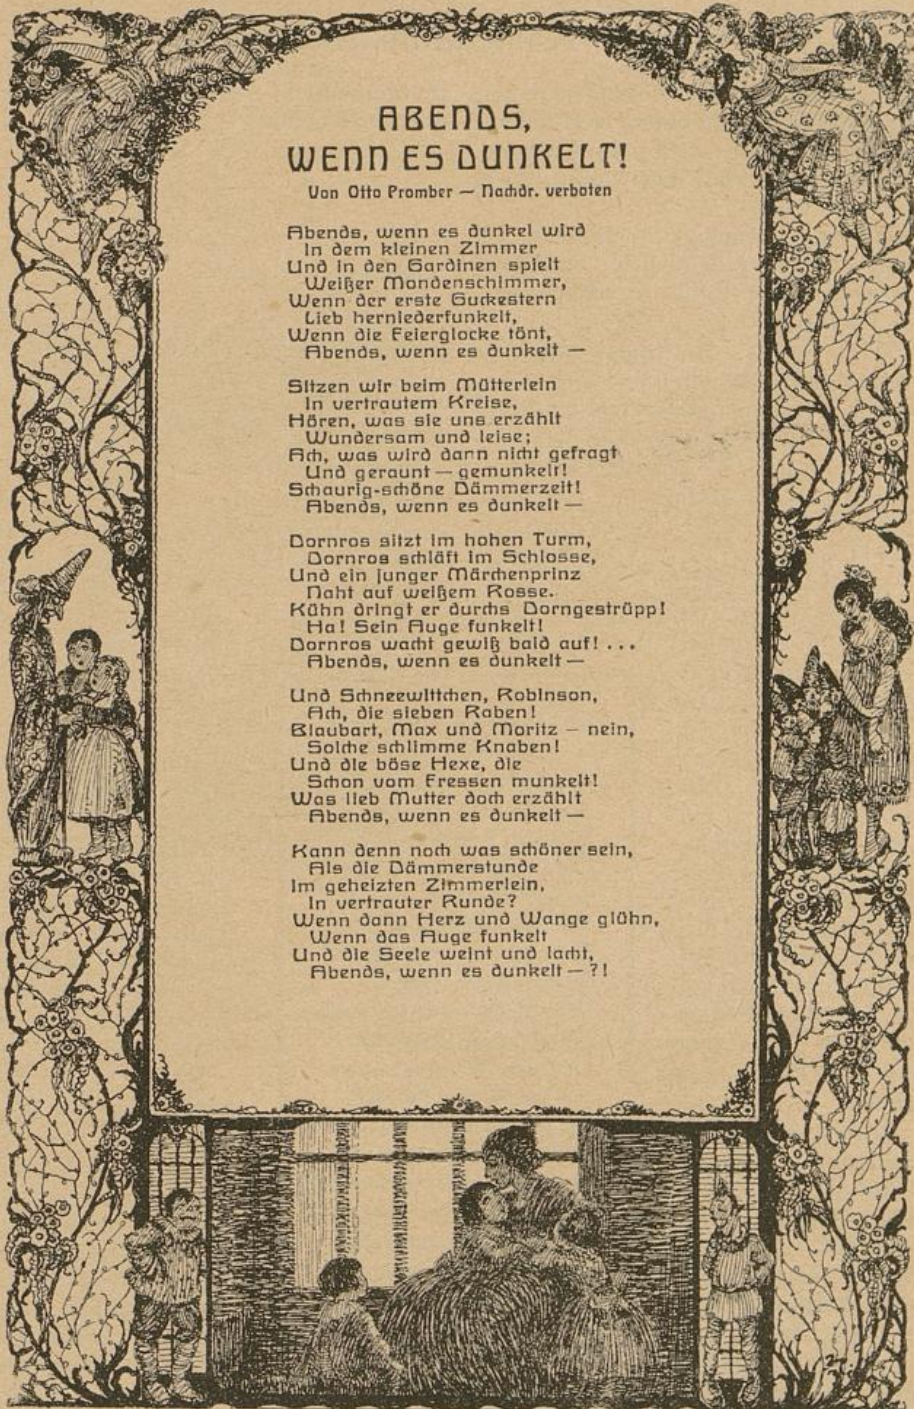 ABENDS,
WENN ES DUNKELT!
Von Otto Promber — Nachdr. verboten
Abends, wenn es dunkel wird
In dem kleinen Zimmer
Und in den Gardinen spielt
Weißer Mondenschimmer,
Wenn der erste Guckestern
Lieb herniederfunkelt,
Wenn die Feierglocke tönt,
Abends, wenn es dunkelt —
Sitzen wir beim Mütterlein
In vertrautem Kreise,
Hören, was sie uns erzählt
Wundersam und leise;
Ach, was wird dann nicht gefragt
Und geraunt — gemunkelt!
Schaurig-schöne Dämmerzeit!
Abends, wenn es dunkelt —
Dornros sitzt im hohen Turm,
Dornros schläft im Schlosse,
Und ein junger Märchenprinz
Naht auf weißem Rosse.
Kühn dringt er durchs Dorngestrüpp!
Ha! Sein Auge funkelt!
Dornros wacht gewiß bald auf! ...
Abends, wenn es dunkelt —
Und Schneewittchen, Robinson,
Ach, die sieben Raben!
Blaubart, Max und Moritz — nein,
Solche schlimme Knaben!
Und die böse Hexe, die
Schon vom Fressen munkelt!
Was lieb Mutter doch erzählt
Abends, wenn es dunkelt —
Kann denn noch was schöner sein,
Als die Dämmerstunde
Im geheizten Zimmerlein,
In vertrauter Runde?
Wenn dann Herz und Wange glühn,
Wenn das Auge funkelt
Und die Seele weint und lacht,
Abends, wenn es dunkelt — ?!